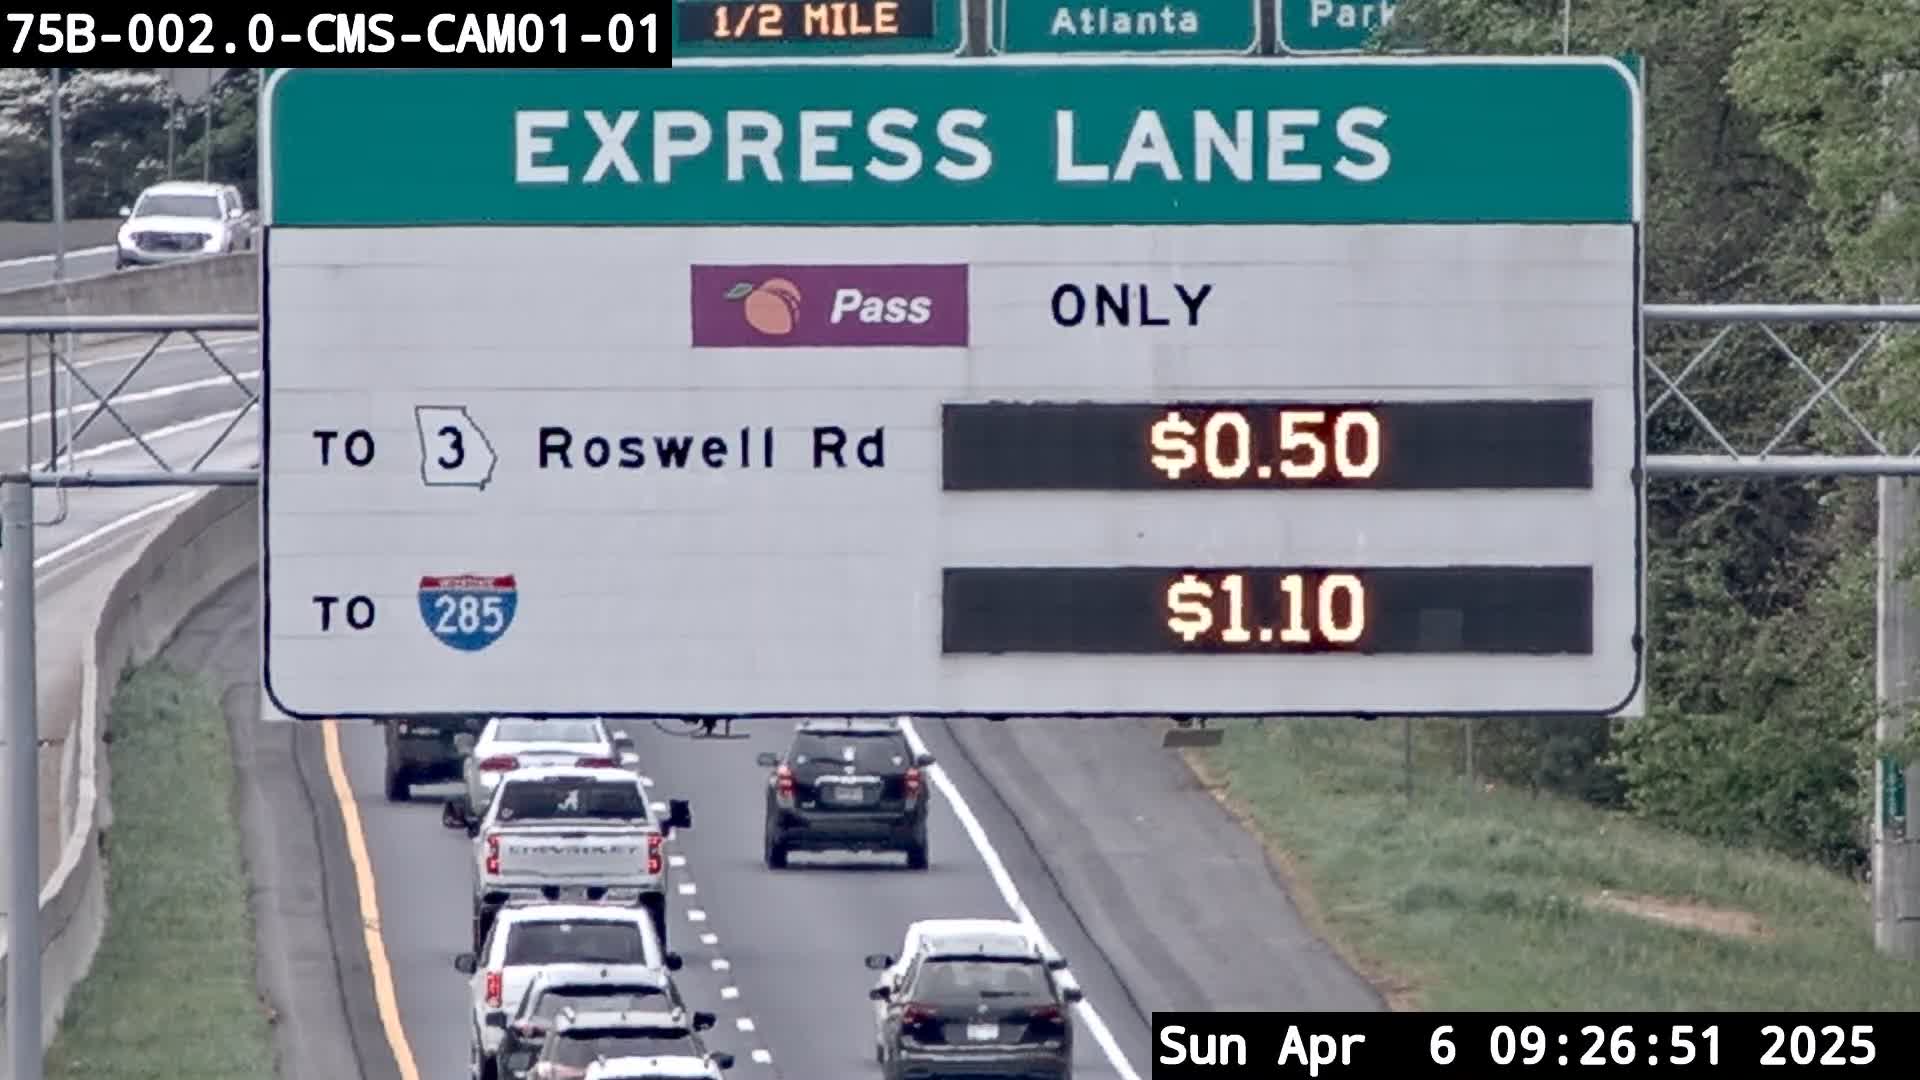 75B-002.0-CMS-CAM01-01
1/2 MILE
Atlanta
Park
EXPRESS LANES
Pass ONLY
TO 3 Roswell Rd $0.50
TO 285 $1.10
CHEVROLET
Sun Apr 6 09:26:51 2025